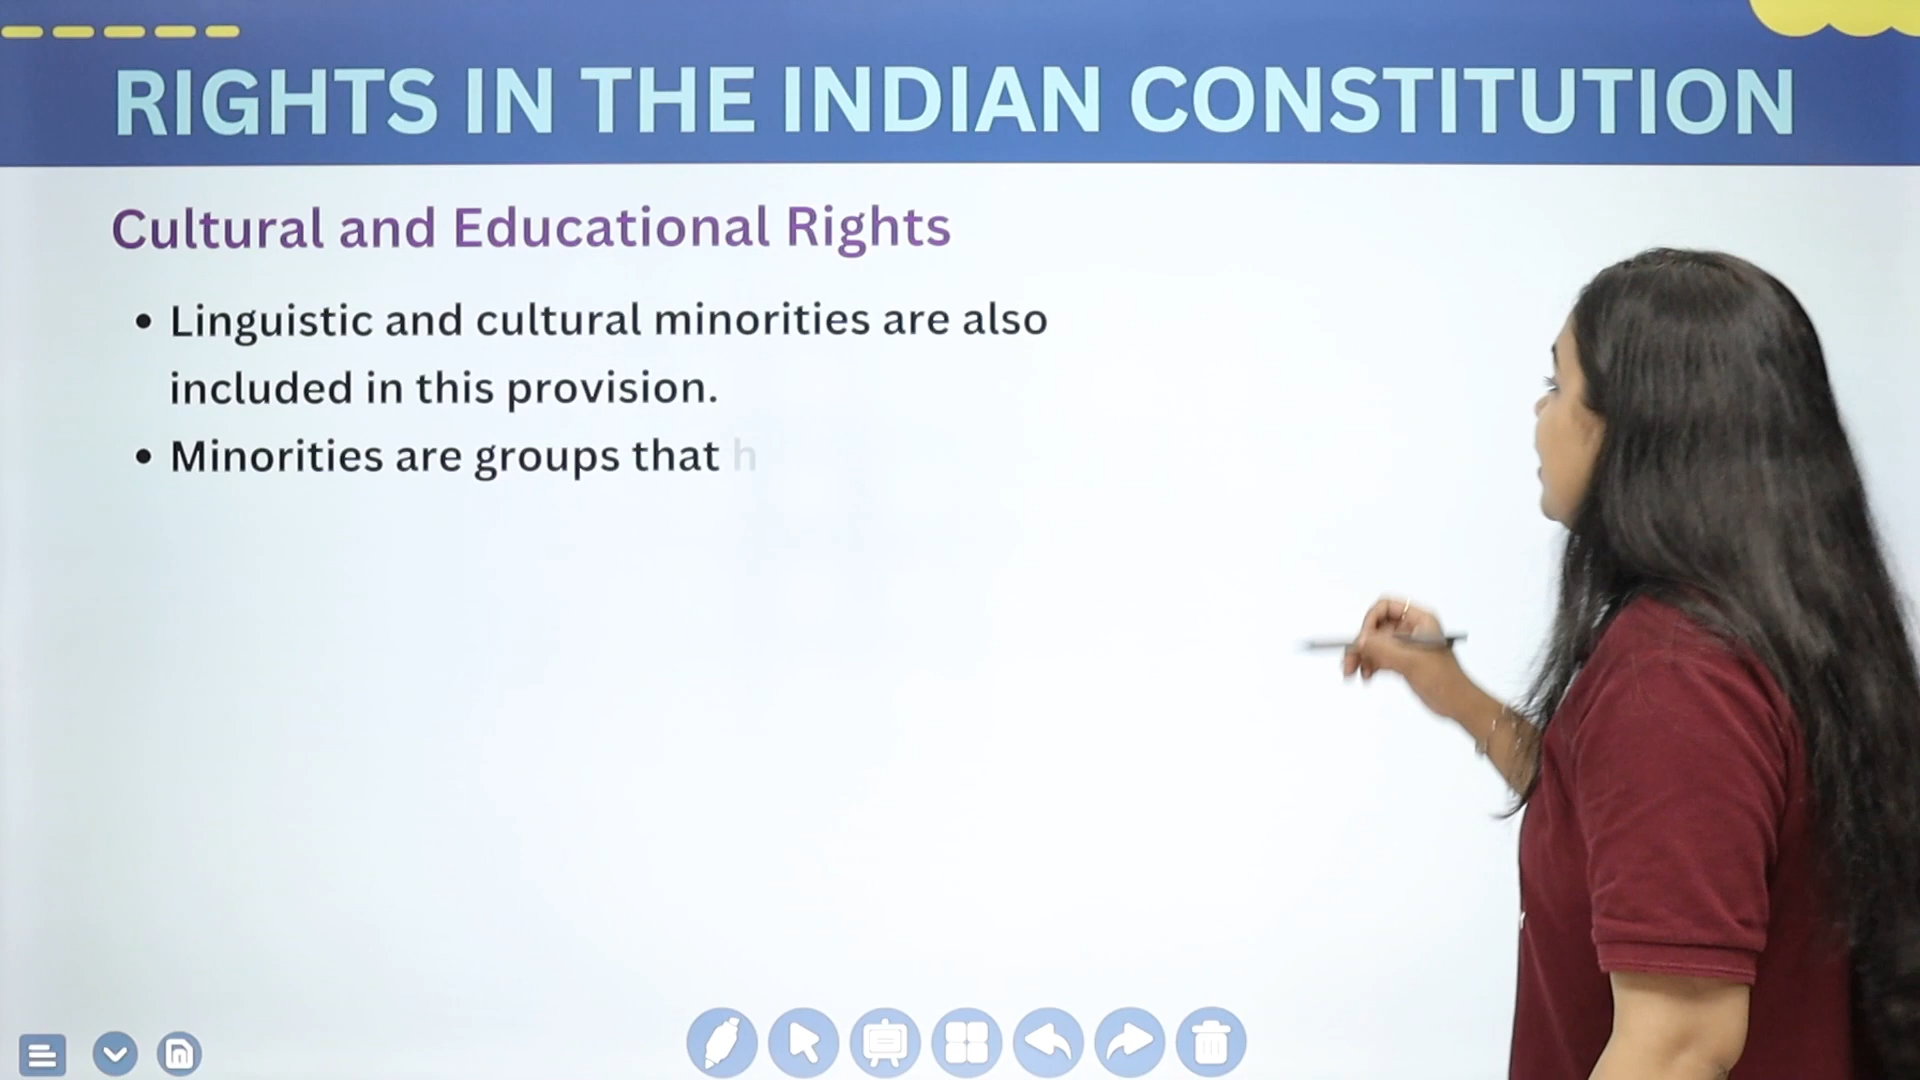 RIGHTS IN THE INDIAN CONSTITUTION
Cultural and Educational Rights
• Linguistic and cultural minorities are also
included in this provision.
• Minorities are groups that h